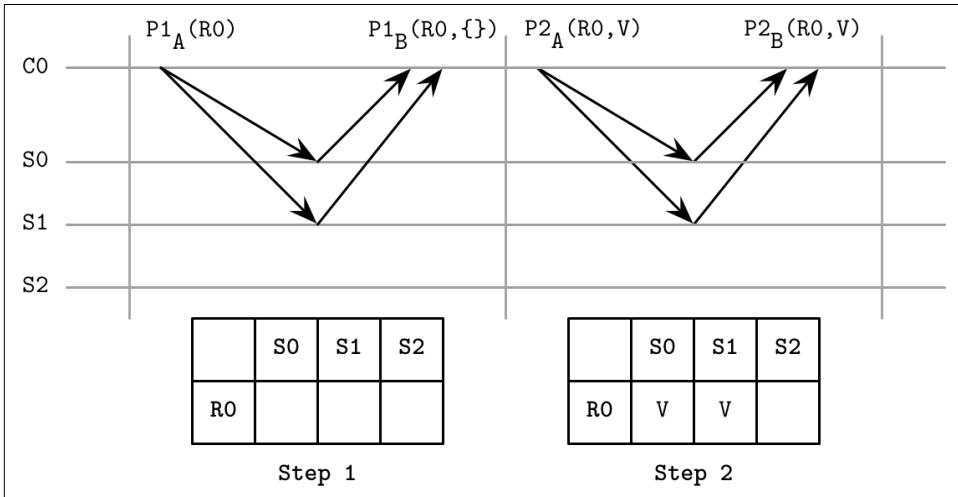 P1A(R0) P1B(R0,{}) P2A(R0,V) P2B(R0,V)
C0
S0
S1
S2
S0 S1 S2 S0 S1 S2
R0 R0 V V
Step 1 Step 2